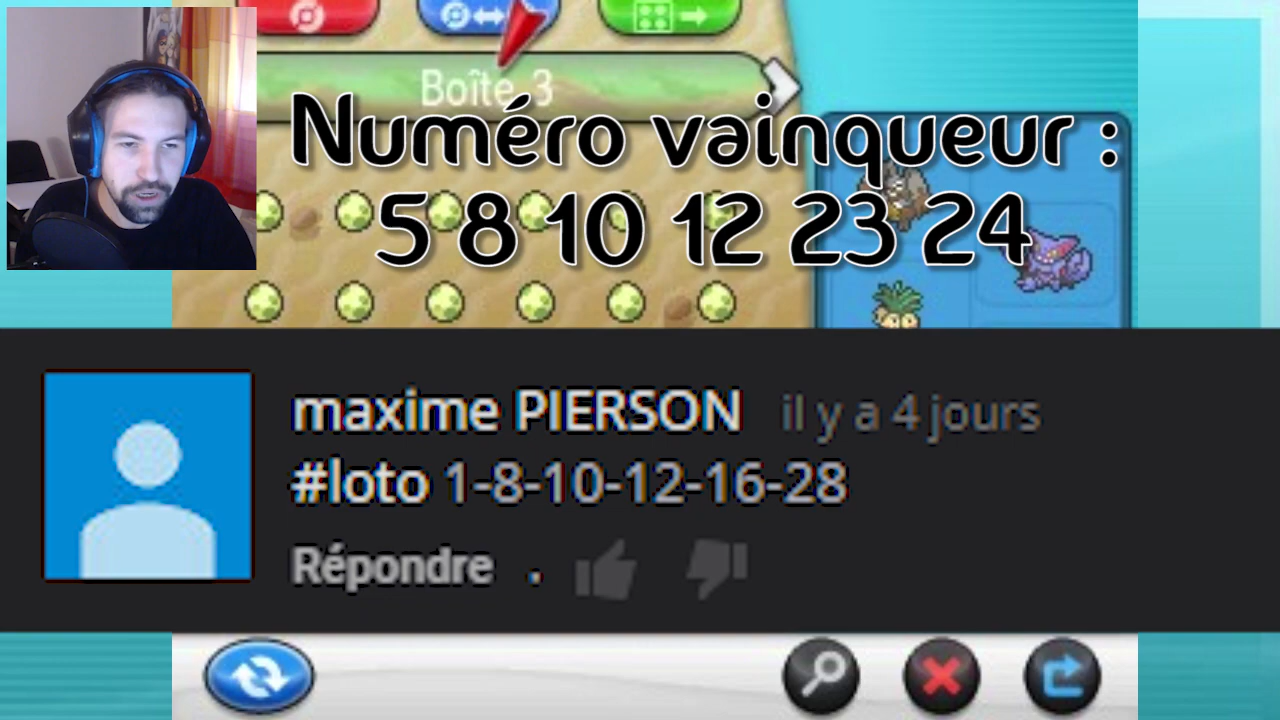 Boîte 3
Numéro vainqueur :
5 8 10 12 23 24
maxime PIERSON il y a 4 jours
#loto 1-8-10-12-16-28
Répondre .